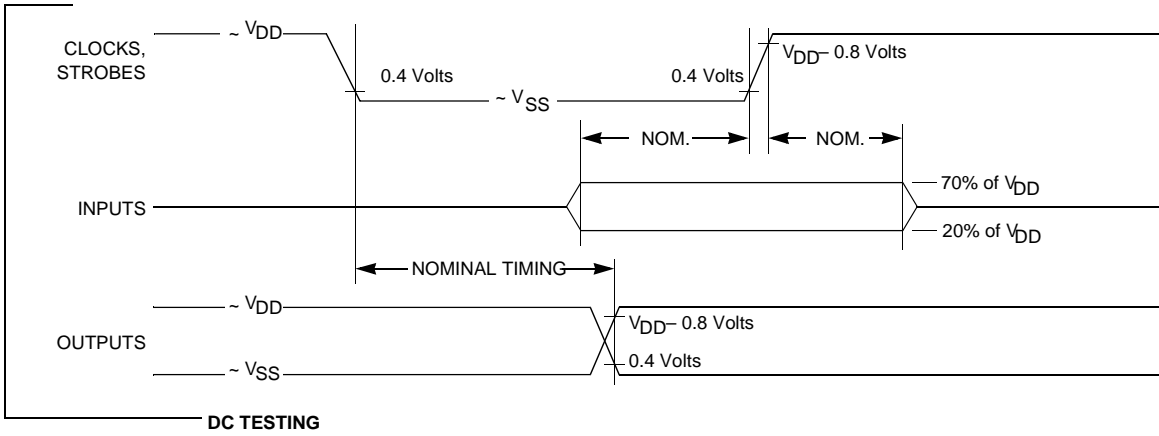 CLOCKS,
STROBES
~ VDD
0.4 Volts
~ VSS
0.4 Volts
VDD – 0.8 Volts
NOM.
NOM.
INPUTS
70% of VDD
20% of VDD
NOMINAL TIMING
OUTPUTS
~ VDD
VDD – 0.8 Volts
0.4 Volts
~ VSS
DC TESTING